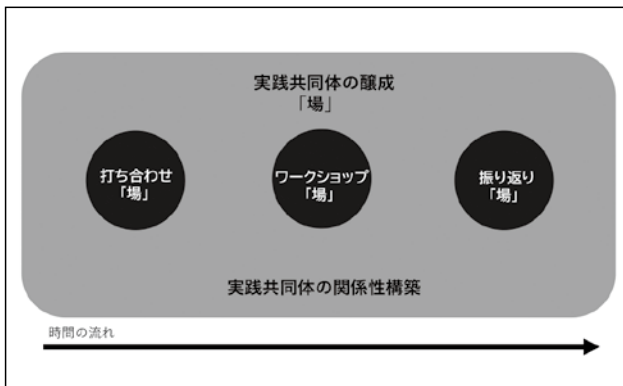 実践共同体の醸成
「場」
打ち合わせ
「場」
ワークショップ
「場」
振り返り
「場」
実践共同体の関係性構築
時間の流れ